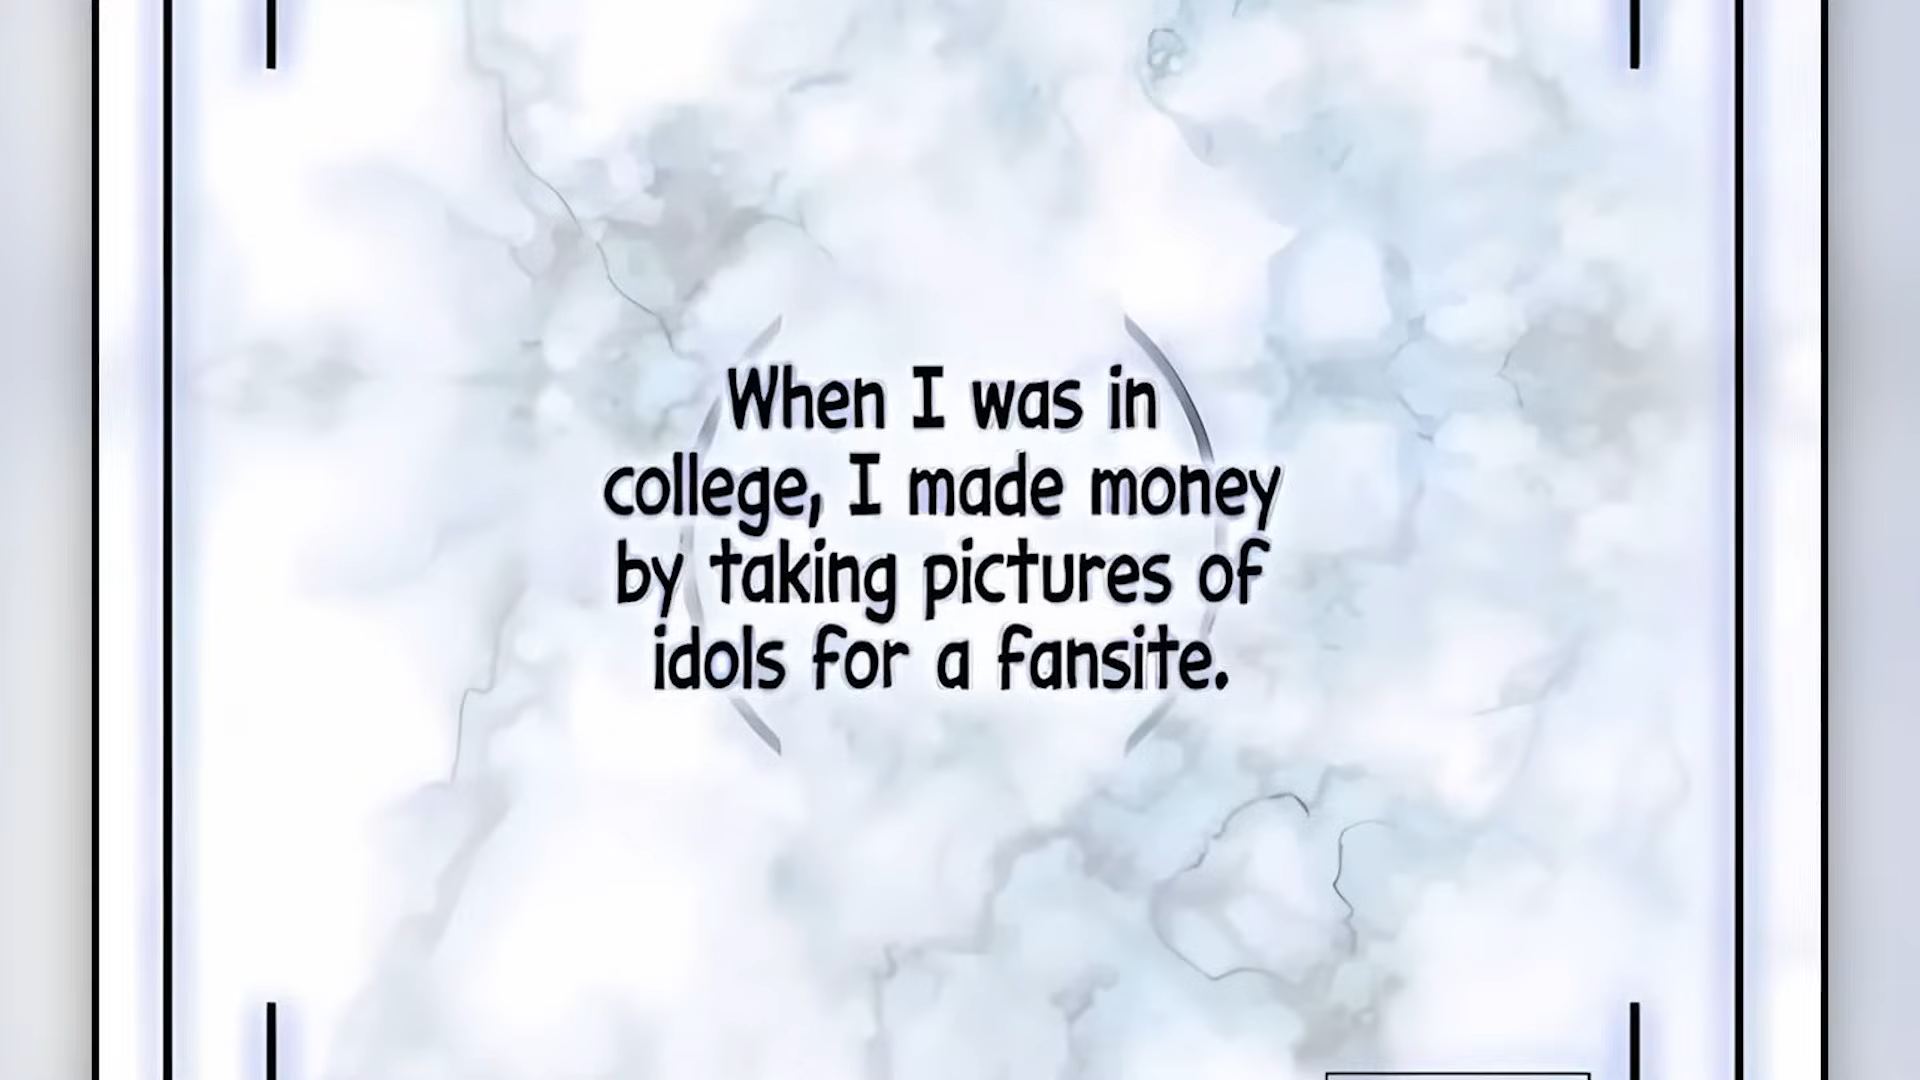 When I was in
college, I made money
by taking pictures of
idols for a fansite.